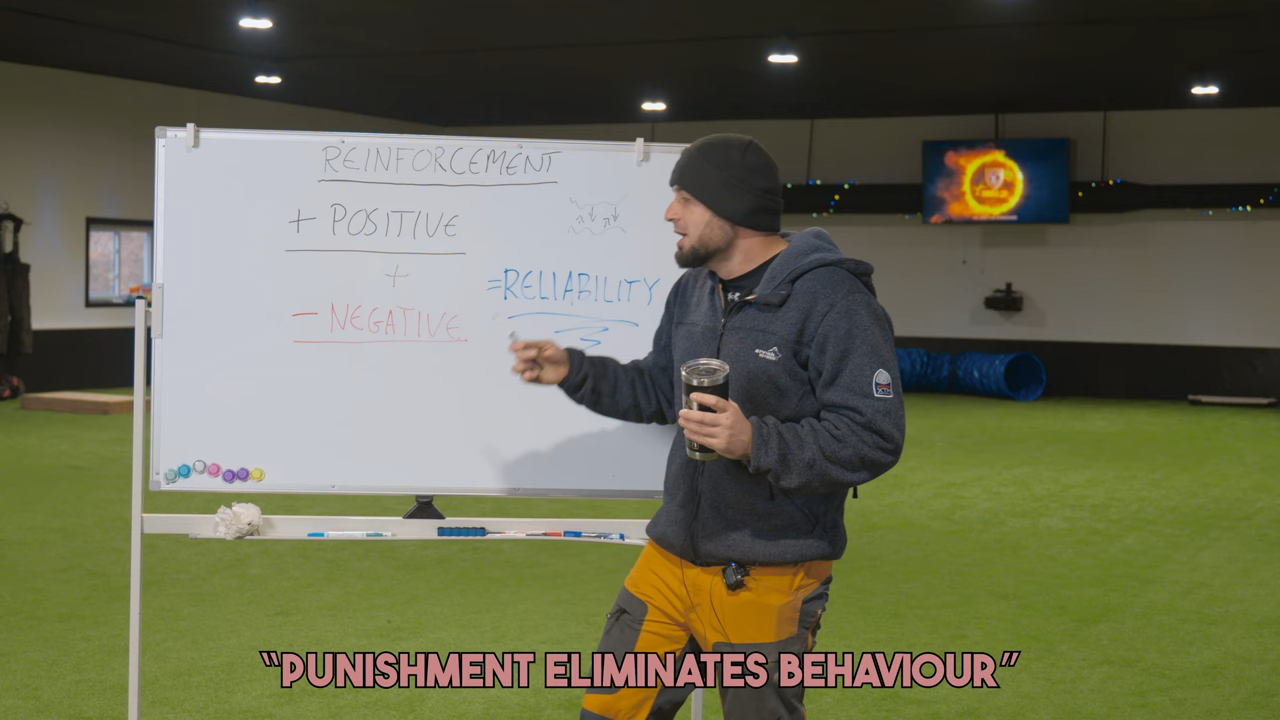 REINFORCEMENT
+ POSITIVE
+
- NEGATIVE
=RELIABILITY
“PUNISHMENT ELIMINATES BEHAVIOUR”